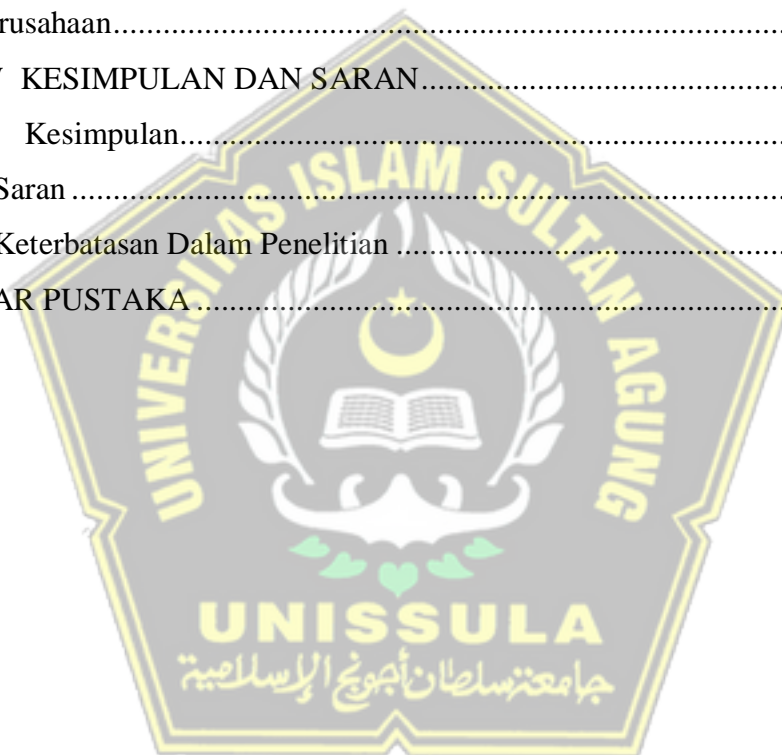 rusahaan
KESIMPULAN DAN SARAN
Kesimpulan
Saran
Keterbatasan Dalam Penelitian
AR PUSTAKA
UNIVERSITAS ISLAM SULTAN AGUNG
UNISSULA
جامعة سلطان أجونج الإسلامية